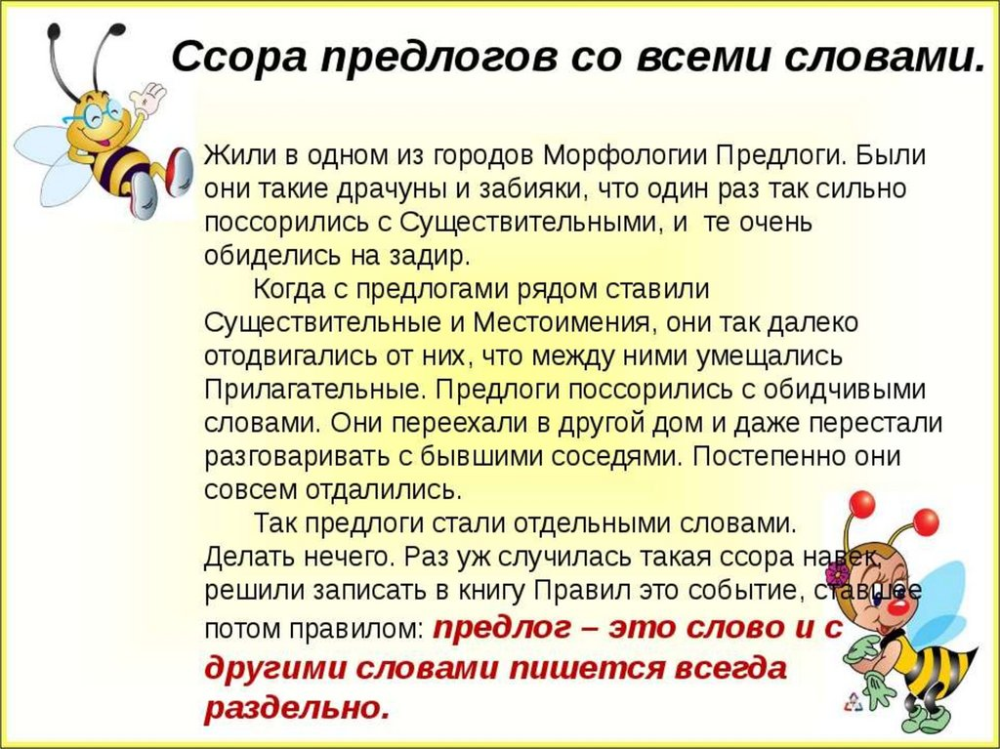 Ссора предлогов со всеми словами.
Жили в одном из городов Морфологии Предлоги. Были
они такие драчуны и забияки, что один раз так сильно
поссорились с Существительными, и те очень
обиделись на задир.
Когда с предлогами рядом ставили
Существительные и Местоимения, они так далеко
отодвигались от них, что между ними умещались
Прилагательные. Предлоги поссорились с обидчивыми
словами. Они переехали в другой дом и даже перестали
разговаривать с бывшими соседями. Постепенно они
совсем отдалились.
Так предлоги стали отдельными словами.
Делать нечего. Раз уж случилась такая ссора навек,
решили записать в книгу Правил это событие, ставшее
потом правилом: предлог – это слово и с
другими словами пишется всегда
раздельно.